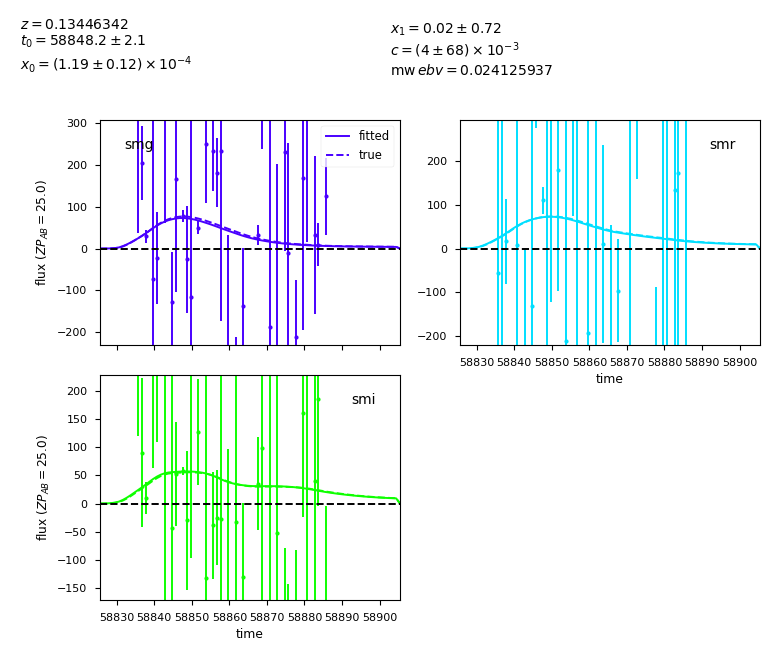 z = 0.13446342
t₀ = 58848.2 ± 2.1
x₀ = (1.19 ± 0.12) × 10⁻⁴
x₁ = 0.02 ± 0.72
c = (4 ± 68) × 10⁻³
mw ebv = 0.024125937
300
200
100
0
−100
−200
flux (ZP_AB = 25.0)
smg
fitted
true
200
100
0
−100
−200
smr
58830 58840 58850 58860 58870 58880 58890 58900
time
200
150
100
50
0
−50
−100
−150
flux (ZP_AB = 25.0)
smi
58830 58840 58850 58860 58870 58880 58890 58900
time